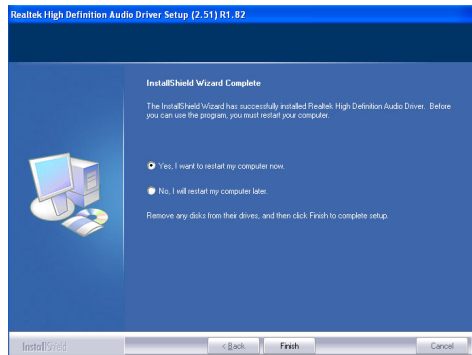 Realtek High Definition Audio Driver Setup (2.51) R1.82
InstallShield Wizard Complete
The InstallShield Wizard has successfully installed Realtek High Definition Audio Driver. Before
you can use the program, you must restart your computer.
Yes, I want to restart my computer now.
No, I will restart my computer later.
Remove any disks from their drives, and then click Finish to complete setup.
InstallShield
< Back
Finish
Cancel